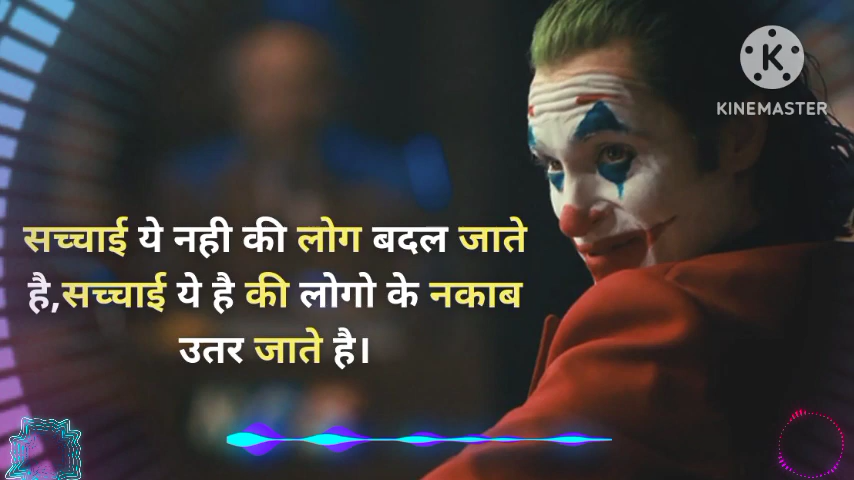 KINEMASTER
सच्चाई ये नही की लोग बदल जाते
है,सच्चाई ये है की लोगो के नकाब
उतर जाते है।